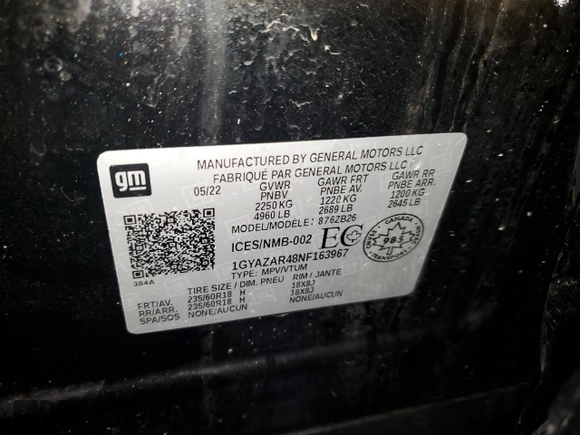 gm
MANUFACTURED BY GENERAL MOTORS LLC
FABRIQUÉ PAR GENERAL MOTORS LLC
05/22 GVWR GAWR FRT GAWR RR
PNBV PNBE AV. PNBE ARR.
2250 KG 1220 KG 1200 KG
4960 LB 2689 LB 2645 LB
MODEL/MODÈLE: 876ZB26
ICES/NMB-002 EC
CANADA
985
TRANSPORT
1GYAZAR48NF163967
TYPE: MPV/VTUM
384A
TIRE SIZE / DIM. PNEU RIM / JANTE
FRT/AV. 235/60R18 H 18X8J
RR/ARR. 235/60R18 H 18X8J
SPA/SOS NONE/AUCUN NONE/AUCUN